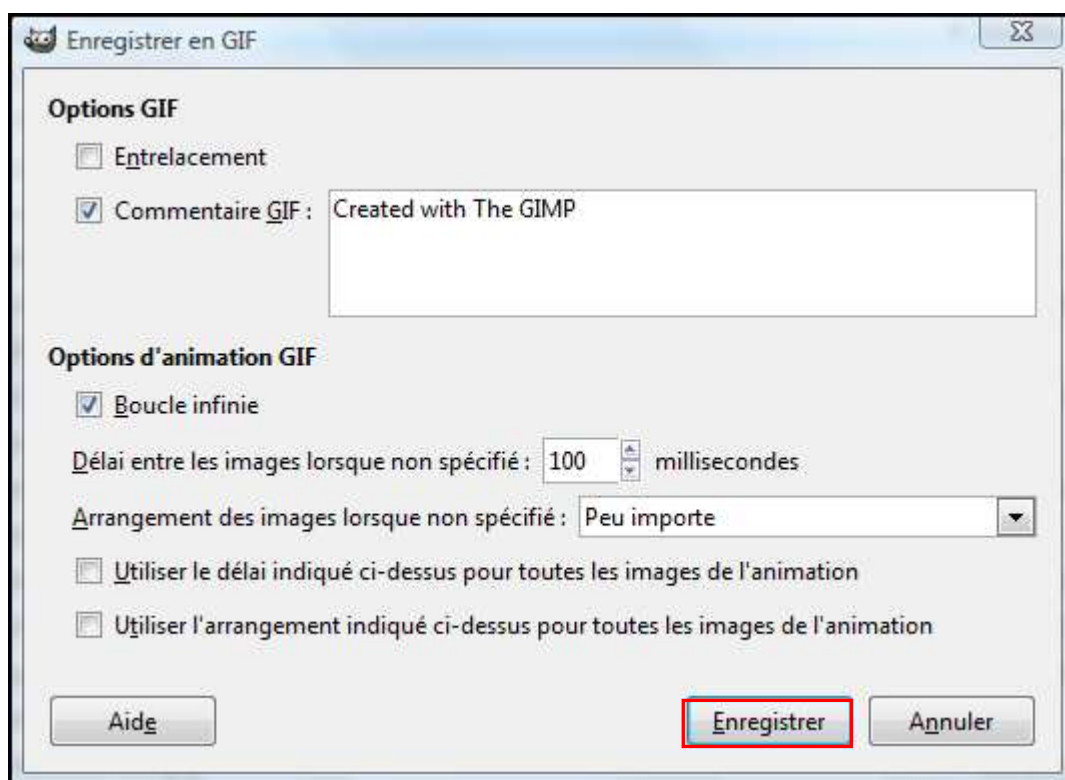 Enregistrer en GIF
Options GIF
Entrelacement
Commentaire GIF : Created with The GIMP
Options d'animation GIF
Boucle infinie
Délai entre les images lorsque non spécifié : 100 millisecondes
Arrangement des images lorsque non spécifié : Peu importe
Utiliser le délai indiqué ci-dessus pour toutes les images de l'animation
Utiliser l'arrangement indiqué ci-dessus pour toutes les images de l'animation
Aide Enregistrer Annuler